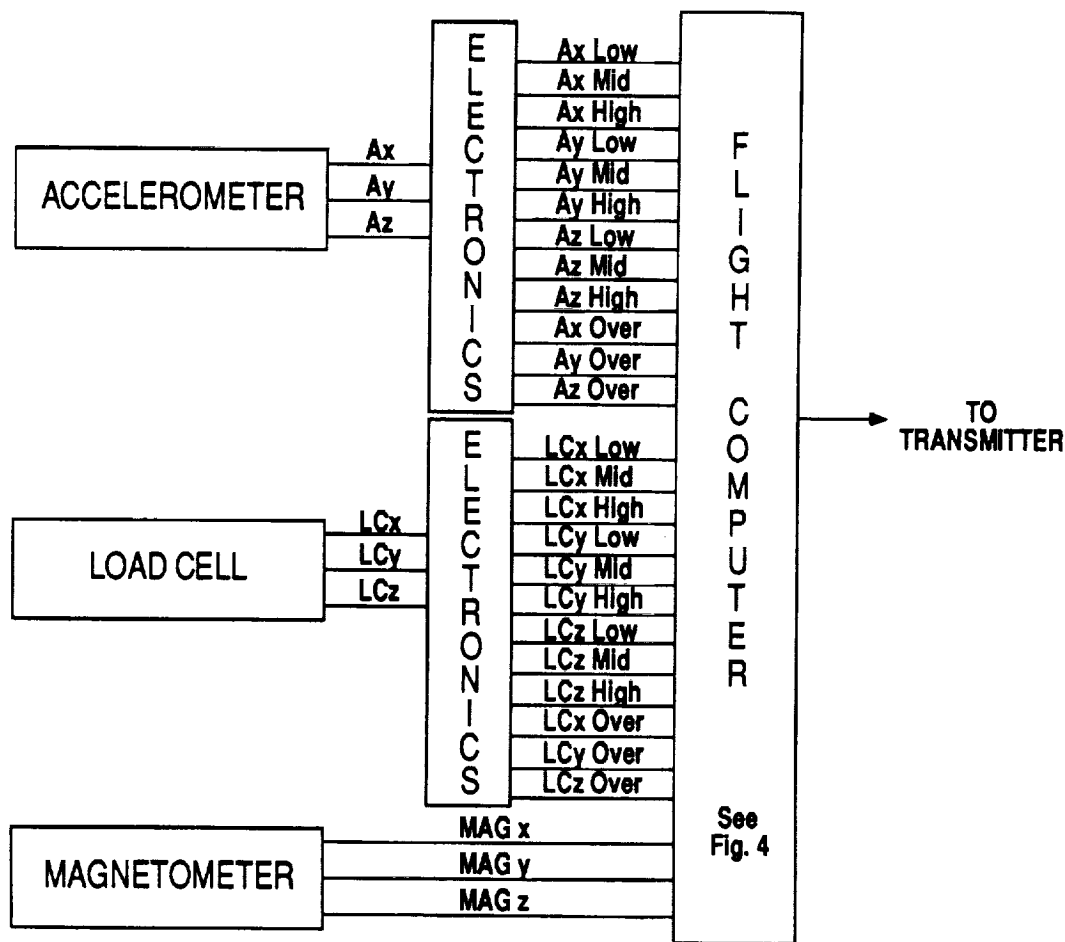 ACCELEROMETER
Ax
Ay
Az
ELECTRONICS
Ax Low
Ax Mid
Ax High
Ay Low
Ay Mid
Ay High
Az Low
Az Mid
Az High
Ax Over
Ay Over
Az Over
LOAD CELL
LCx
LCy
LCz
ELECTRONICS
LCx Low
LCx Mid
LCx High
LCy Low
LCy Mid
LCy High
LCz Low
LCz Mid
LCz High
LCx Over
LCy Over
LCz Over
MAGNETOMETER
MAG x
MAG y
MAG z
FLIGHT COMPUTER
See
Fig. 4
TO
TRANSMITTER